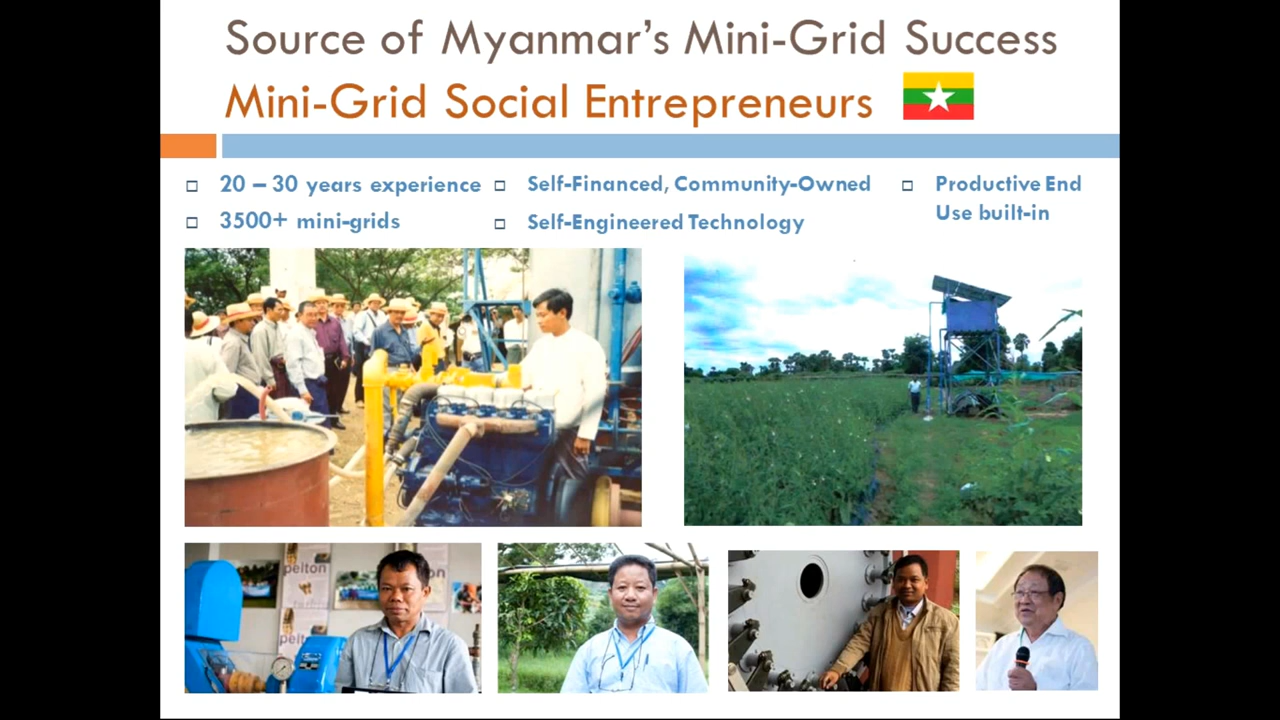 Source of Myanmar's Mini-Grid Success
Mini-Grid Social Entrepreneurs
20 – 30 years experience
3500+ mini-grids
Self-Financed, Community-Owned
Self-Engineered Technology
Productive End
Use built-in
pelton
pelton